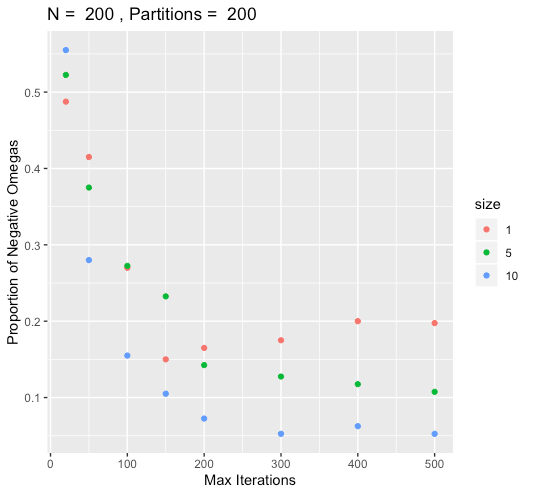 N = 200 , Partitions = 200
Proportion of Negative Omegas
0.5
0.4
0.3
0.2
0.1
0 100 200 300 400 500
Max Iterations
size
1
5
10